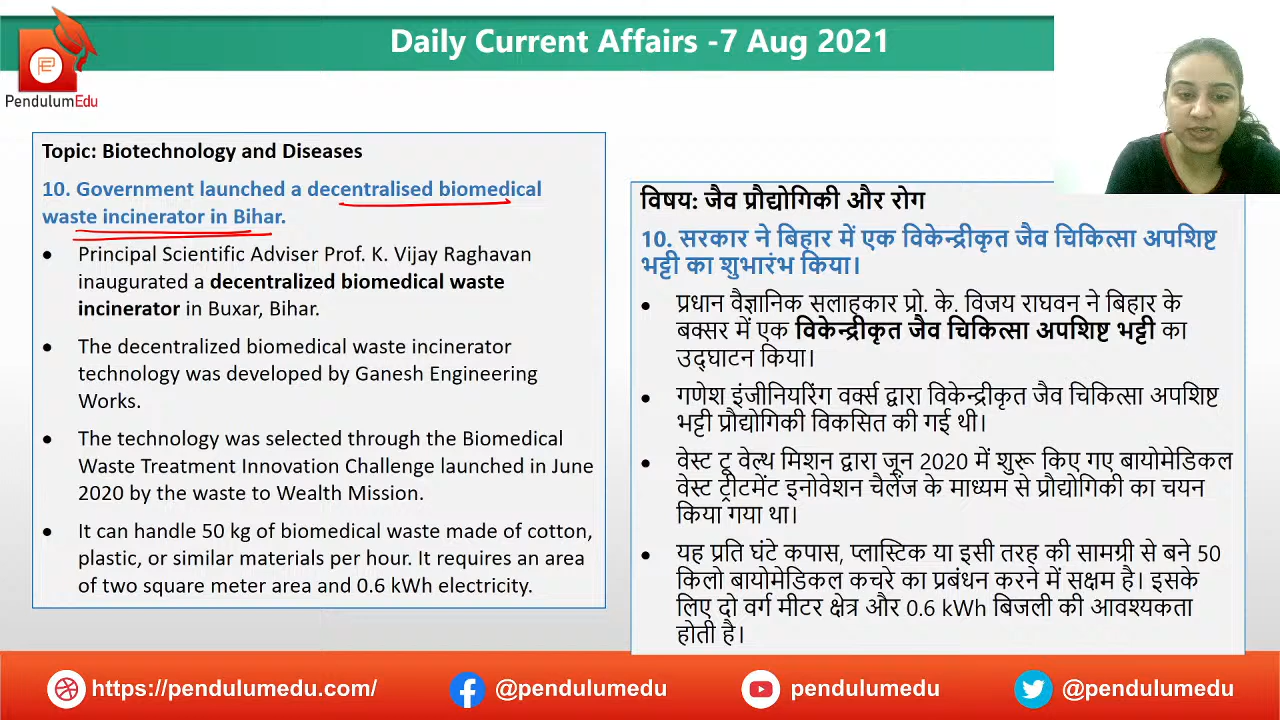 Daily Current Affairs -7 Aug 2021
PendulumEdu
Topic: Biotechnology and Diseases
10. Government launched a decentralised biomedical
waste incinerator in Bihar.
• Principal Scientific Adviser Prof. K. Vijay Raghavan
inaugurated a decentralized biomedical waste
incinerator in Buxar, Bihar.
• The decentralized biomedical waste incinerator
technology was developed by Ganesh Engineering
Works.
• The technology was selected through the Biomedical
Waste Treatment Innovation Challenge launched in June
2020 by the waste to Wealth Mission.
• It can handle 50 kg of biomedical waste made of cotton,
plastic, or similar materials per hour. It requires an area
of two square meter area and 0.6 kWh electricity.
विषय: जैव प्रौद्योगिकी और रोग
10. सरकार ने बिहार में एक विकेन्द्रीकृत जैव चिकित्सा अपशिष्ट
भट्टी का शुभारंभ किया।
• प्रधान वैज्ञानिक सलाहकार प्रो. के. विजय राघवन ने बिहार के
बक्सर में एक विकेन्द्रीकृत जैव चिकित्सा अपशिष्ट भट्टी का
उद्घाटन किया।
• गणेश इंजीनियरिंग वर्क्स द्वारा विकेन्द्रीकृत जैव चिकित्सा अपशिष्ट
भट्टी प्रौद्योगिकी विकसित की गई थी।
• वेस्ट टू वेल्थ मिशन द्वारा जून 2020 में शुरू किए गए बायोमेडिकल
वेस्ट ट्रीटमेंट इनोवेशन चैलेंज के माध्यम से प्रौद्योगिकी का चयन
किया गया था।
• यह प्रति घंटे कपास, प्लास्टिक या इसी तरह की सामग्री से बने 50
किलो बायोमेडिकल कचरे का प्रबंधन करने में सक्षम है। इसके
लिए दो वर्ग मीटर क्षेत्र और 0.6 kWh बिजली की आवश्यकता
होती है।
https://pendulumedu.com/
@pendulumedu
pendulumedu
@pendulumedu